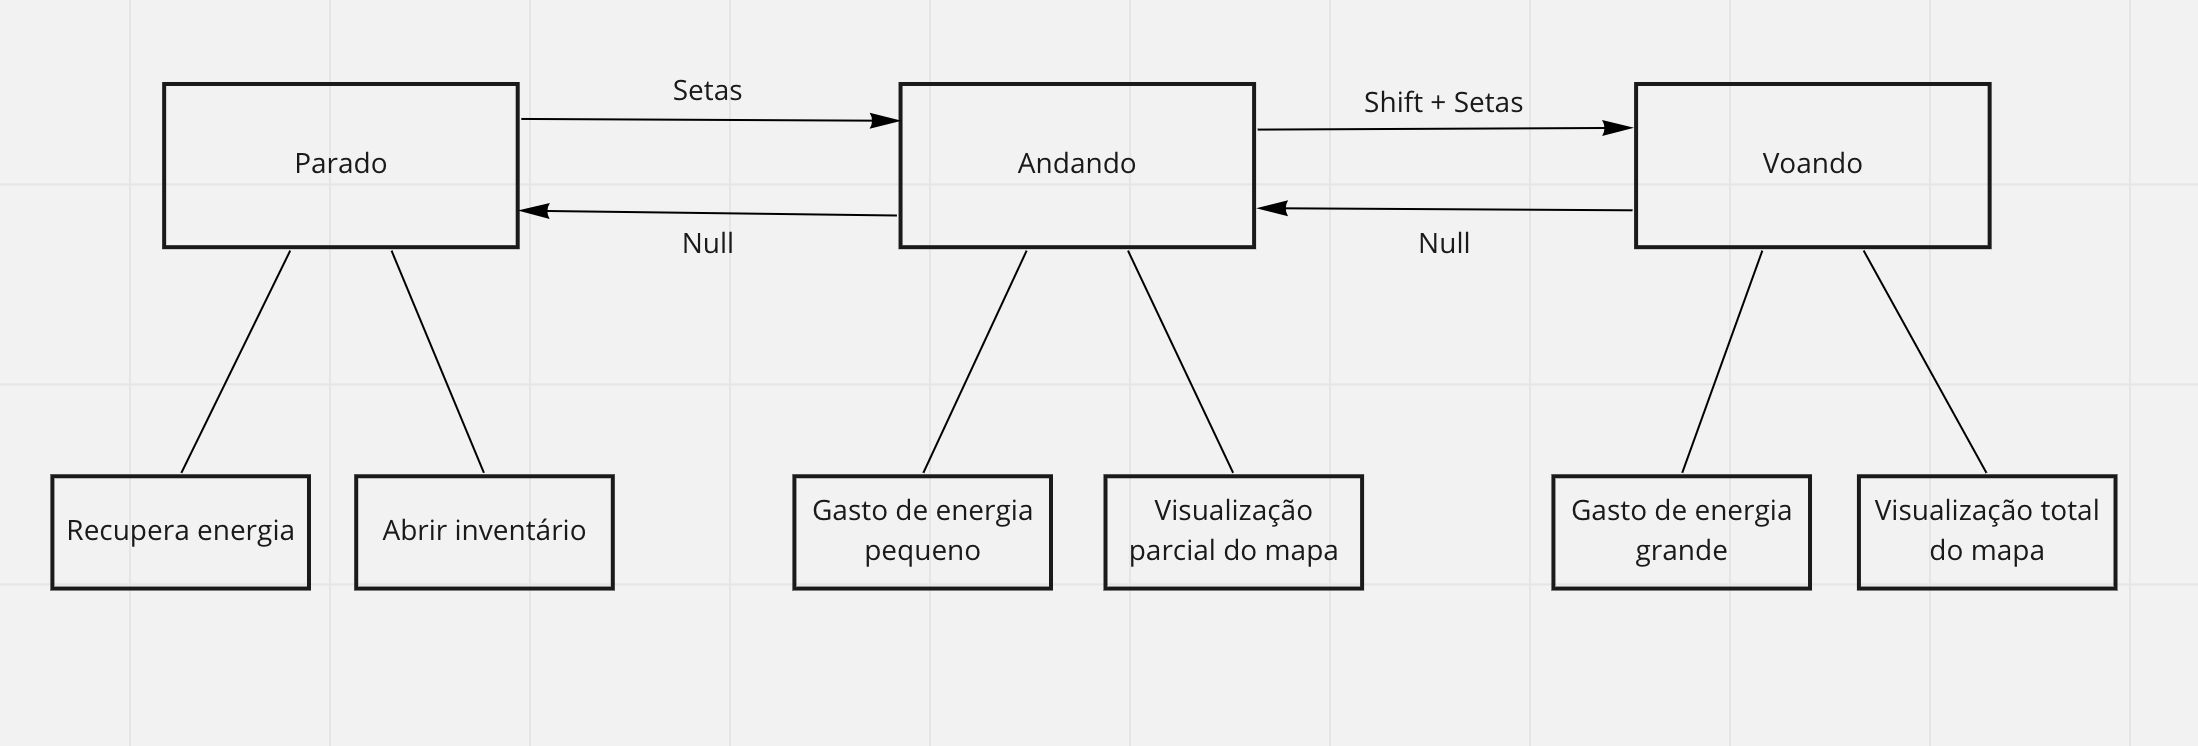 Setas
Shift + Setas
Parado
Andando
Voando
Null
Null
Recupera energia
Abrir inventário
Gasto de energia
pequeno
Visualização
parcial do mapa
Gasto de energia
grande
Visualização total
do mapa